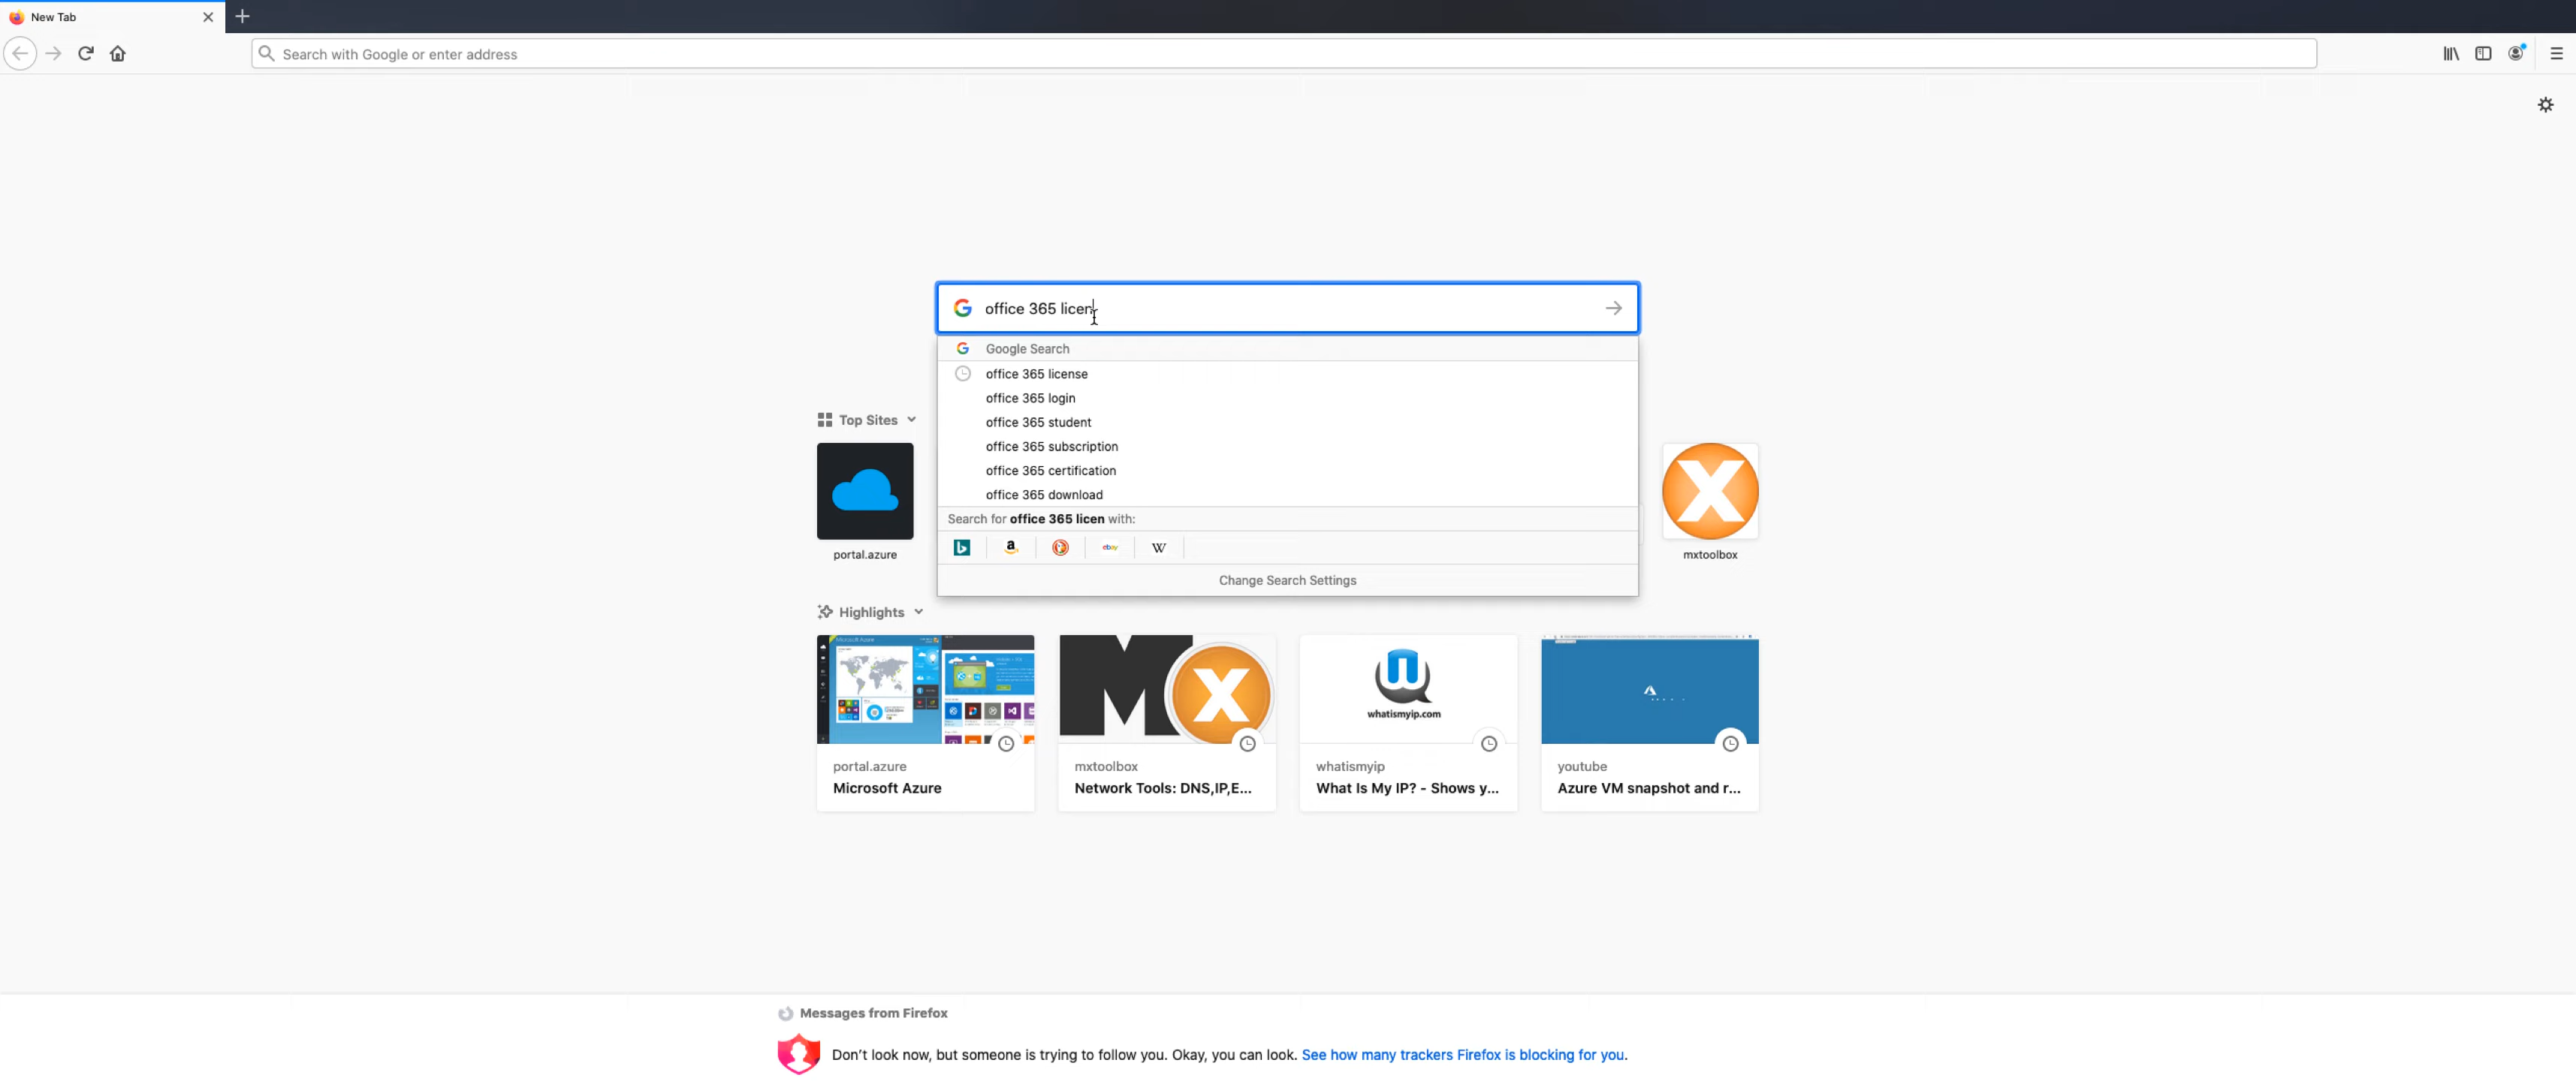 New Tab
Search with Google or enter address
office 365 licen
Google Search
office 365 license
office 365 login
office 365 student
office 365 subscription
office 365 certification
office 365 download
Search for office 365 licen with:
a
ebay
W
Change Search Settings
Top Sites
portal.azure
mxtoolbox
Highlights
Microsoft Azure
M X
whatismyip.com
portal.azure
Microsoft Azure
mxtoolbox
Network Tools: DNS,IP,E...
whatismyip
What Is My IP? - Shows y...
youtube
Azure VM snapshot and r...
Messages from Firefox
Don't look now, but someone is trying to follow you. Okay, you can look. See how many trackers Firefox is blocking for you.